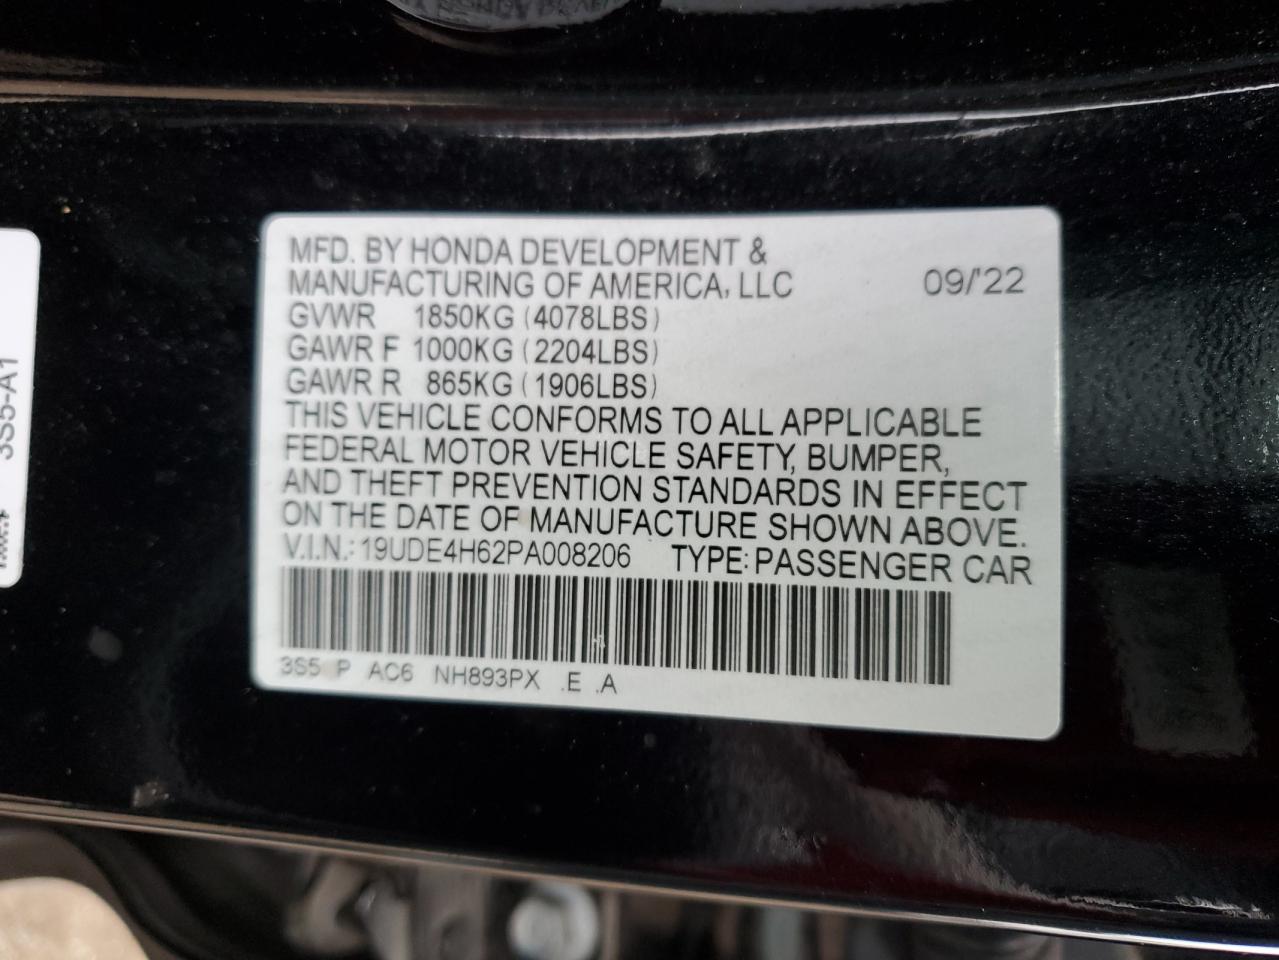 MFD. BY HONDA DEVELOPMENT &
MANUFACTURING OF AMERICA, LLC 09/'22
GVWR 1850KG (4078LBS)
GAWR F 1000KG (2204LBS)
GAWR R 865KG (1906LBS)
THIS VEHICLE CONFORMS TO ALL APPLICABLE
FEDERAL MOTOR VEHICLE SAFETY, BUMPER,
AND THEFT PREVENTION STANDARDS IN EFFECT
ON THE DATE OF MANUFACTURE SHOWN ABOVE.
V.I.N.: 19UDE4H62PA008206 TYPE: PASSENGER CAR
3S5 P AC6 NH893PX .E .A
3S5-A1